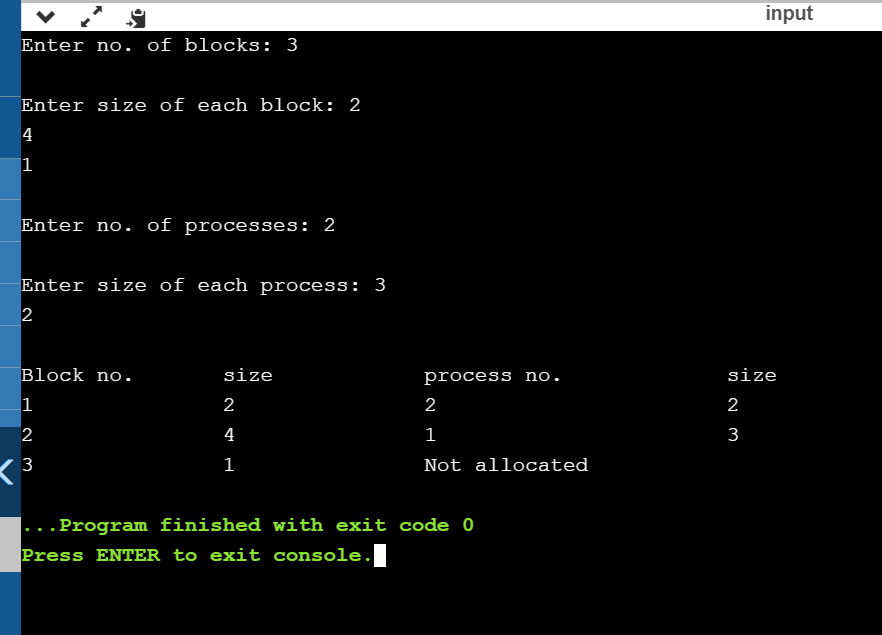 input
Enter no. of blocks: 3
Enter size of each block: 2
4
1
Enter no. of processes: 2
Enter size of each process: 3
2
Block no. size process no. size
1 2 2 2
2 4 1 3
3 1 Not allocated
...Program finished with exit code 0
Press ENTER to exit console.